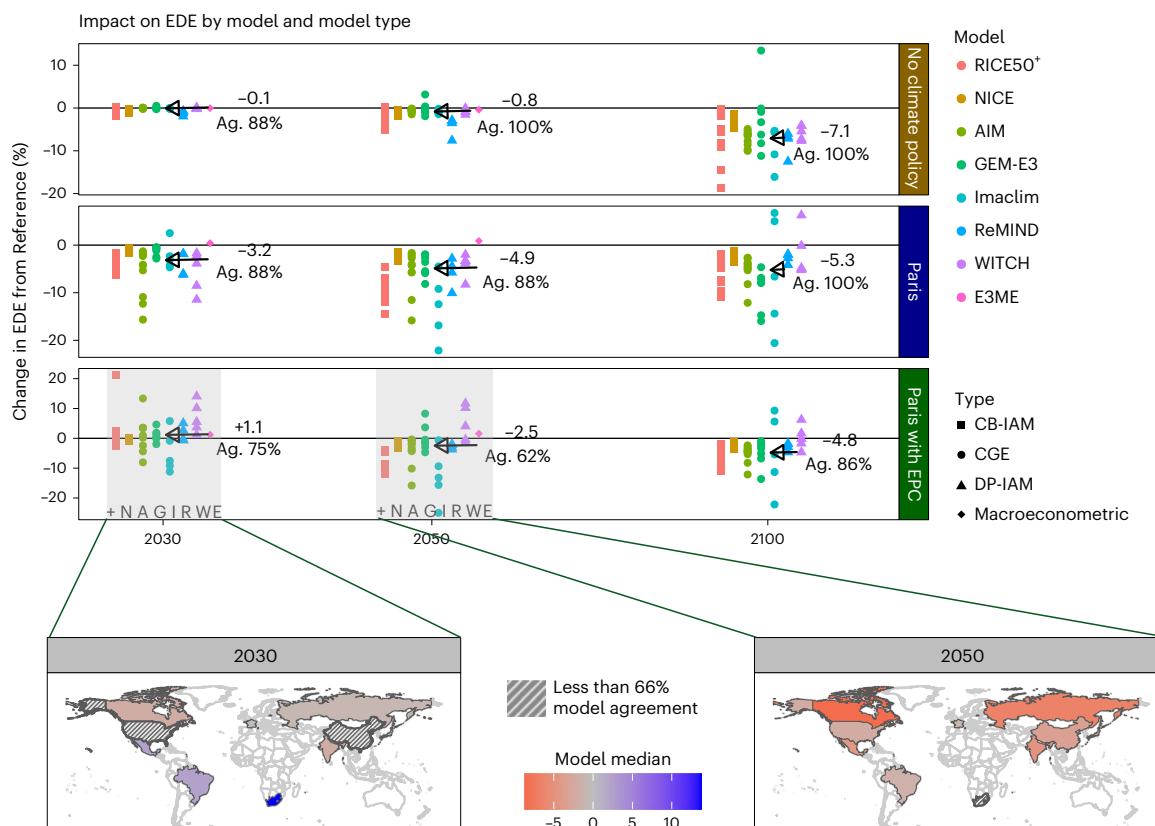 Impact on EDE by model and model type
Change in EDE from Reference (%)
10
0
−10
−20
−0.1
Ag. 88%
−0.8
Ag. 100%
−7.1
Ag. 100%
No climate policy
0
−10
−20
−3.2
Ag. 88%
−4.9
Ag. 88%
−5.3
Ag. 100%
Paris
20
10
0
−10
−20
+1.1
Ag. 75%
−2.5
Ag. 62%
−4.8
Ag. 86%
Paris with EPC
+ N A G I R W E
+ N A G I R W E
2030
2050
2100
Model
RICE50+
NICE
AIM
GEM-E3
Imaclim
ReMIND
WITCH
E3ME
Type
CB-IAM
CGE
DP-IAM
Macroeconometric
2030
Less than 66%
model agreement
Model median
−5 0 5 10
2050